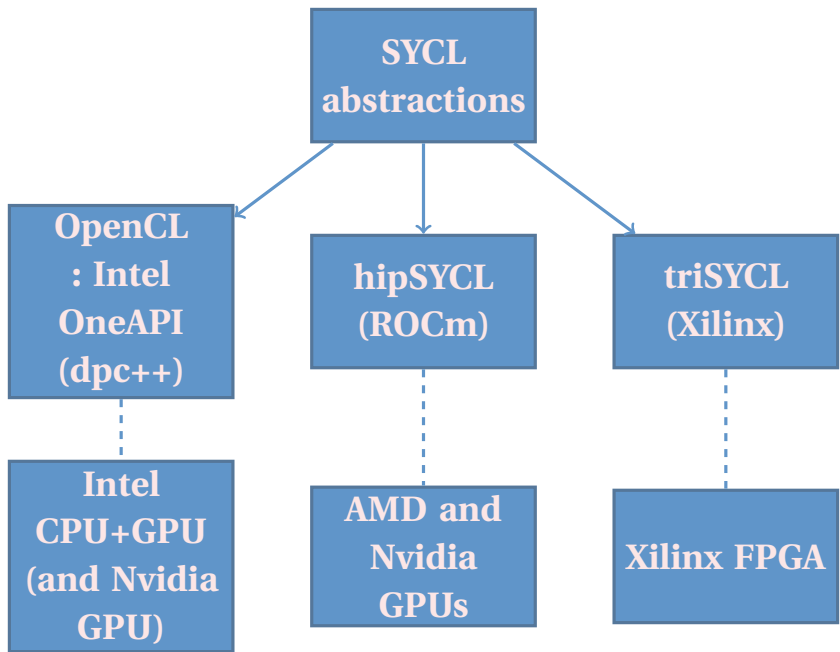 SYCL
abstractions
OpenCL
: Intel
OneAPI
(dpc++)
hipSYCL
(ROCm)
triSYCL
(Xilinx)
Intel
CPU+GPU
(and Nvidia
GPU)
AMD and
Nvidia
GPUs
Xilinx FPGA